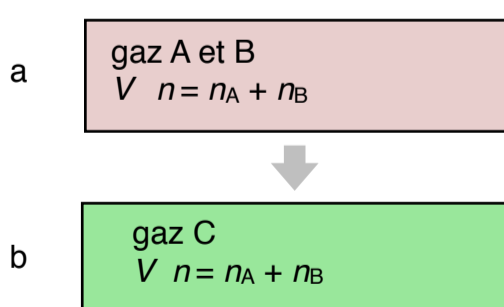 a
gaz A et B
V n = nA + nB
b
gaz C
V n = nA + nB